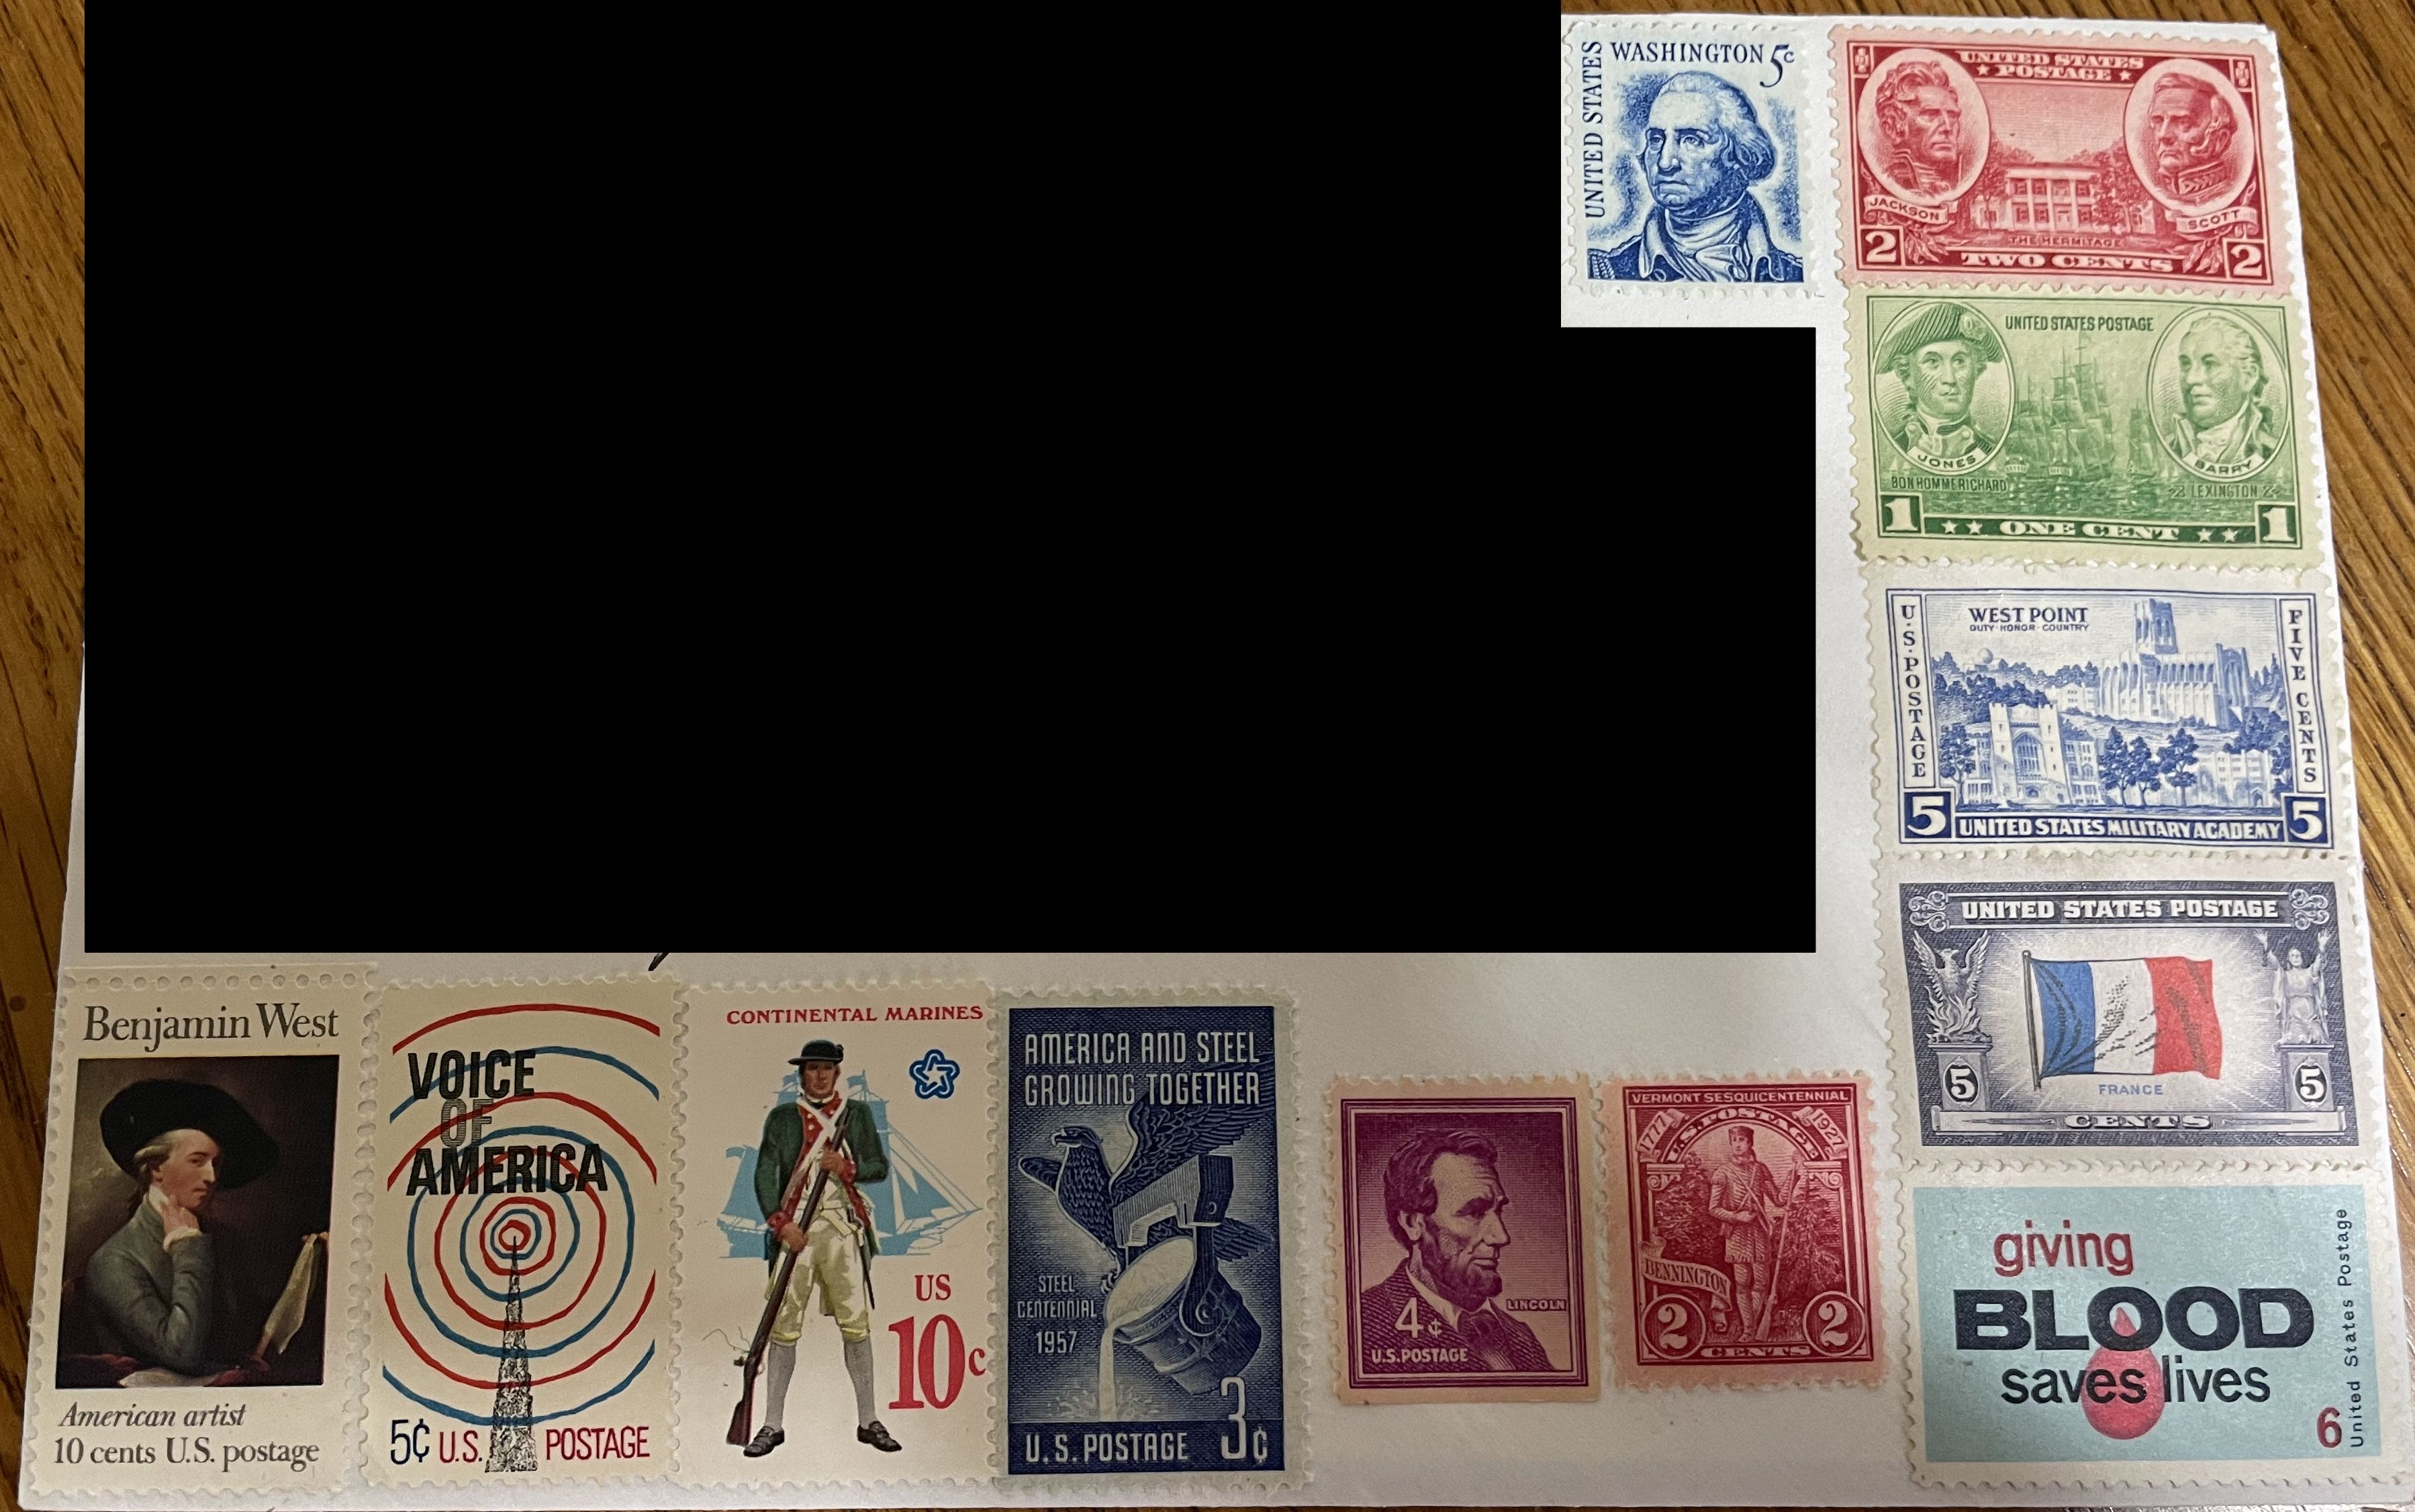 UNITED STATES
WASHINGTON 5c
UNITED STATES
★ POSTAGE ★
JACKSON
SCOTT
THE HERMITAGE
2 TWO CENTS 2
UNITED STATES POSTAGE
JONES
BARRY
BON HOMME RICHARD
LEXINGTON
1 ★★ ONE CENT ★★ 1
U.S. POSTAGE
WEST POINT
DUTY · HONOR · COUNTRY
FIVE CENTS
5 UNITED STATES MILITARY ACADEMY 5
UNITED STATES POSTAGE
5 FRANCE 5
CENTS
giving
BLOOD
saves lives
6 United States Postage
Benjamin West
American artist
10 cents U.S. postage
VOICE
OF
AMERICA
5¢ U.S. POSTAGE
CONTINENTAL MARINES
US
10c
AMERICA AND STEEL
GROWING TOGETHER
STEEL
CENTENNIAL
1957
U.S. POSTAGE 3¢
LINCOLN
4¢
U.S. POSTAGE
VERMONT SESQUICENTENNIAL
1777 U.S. POSTAGE 1927
BENNINGTON
2 CENTS 2